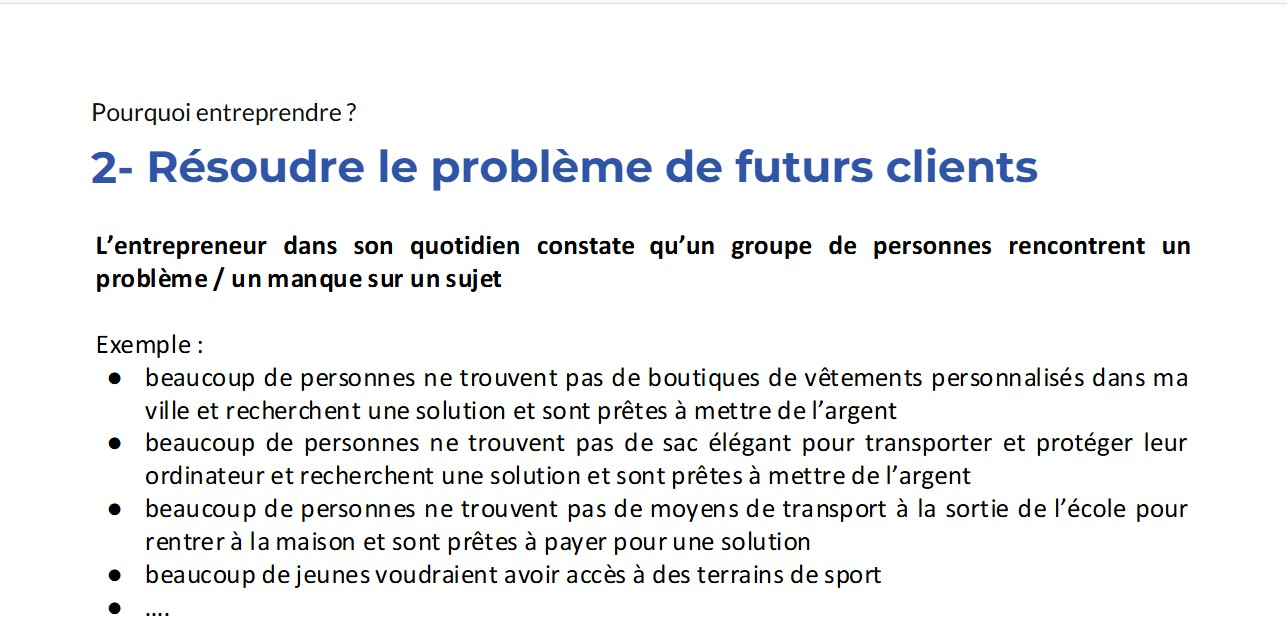 Pourquoi entreprendre ?
2- Résoudre le problème de futurs clients
L’entrepreneur dans son quotidien constate qu’un groupe de personnes rencontrent un
problème / un manque sur un sujet
Exemple :
● beaucoup de personnes ne trouvent pas de boutiques de vêtements personnalisés dans ma
ville et recherchent une solution et sont prêtes à mettre de l’argent
● beaucoup de personnes ne trouvent pas de sac élégant pour transporter et protéger leur
ordinateur et recherchent une solution et sont prêtes à mettre de l’argent
● beaucoup de personnes ne trouvent pas de moyens de transport à la sortie de l’école pour
rentrer à la maison et sont prêtes à payer pour une solution
● beaucoup de jeunes voudraient avoir accès à des terrains de sport
● ....